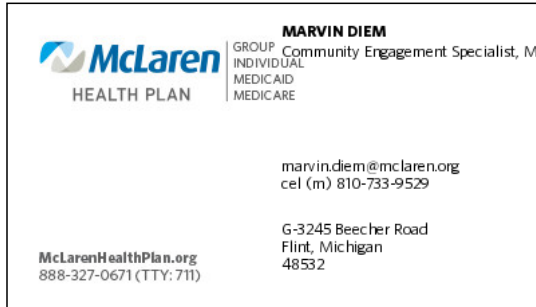 McLaren
HEALTH PLAN
GROUP
INDIVIDUAL
MEDICAID
MEDICARE
MARVIN DIEM
Community Engagement Specialist, M
marvin.diem@mclaren.org
cel (m) 810-733-9529
G-3245 Beecher Road
Flint, Michigan
48532
McLarenHealthPlan.org
888-327-0671 (TTY: 711)